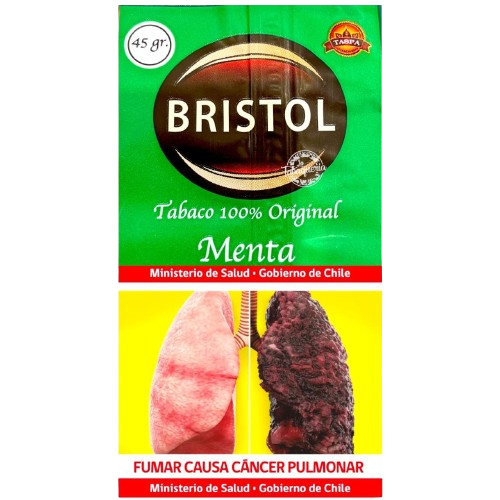 45 gr.
TABPA
BRISTOL
Tabaco 100% Original
Menta
Ministerio de Salud • Gobierno de Chile
FUMAR CAUSA CÁNCER PULMONAR
Ministerio de Salud • Gobierno de Chile